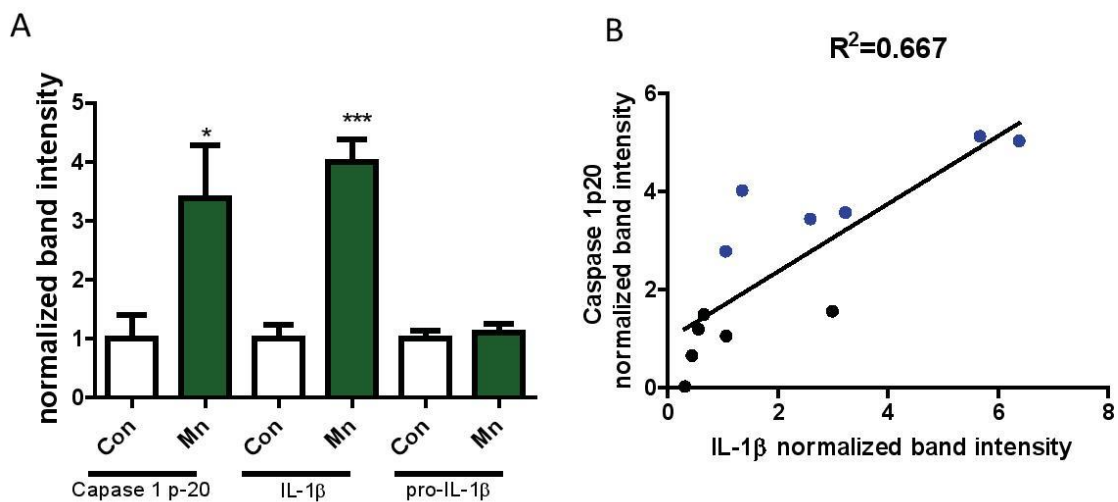 A
normalized band intensity
5
4
3
2
1
0
*
***
Con
Mn
Con
Mn
Con
Mn
Capase 1 p-20
IL-1β
pro-IL-1β
B
R²=0.667
Caspase 1p20
normalized band intensity
6
4
2
0
0 2 4 6 8
IL-1β normalized band intensity